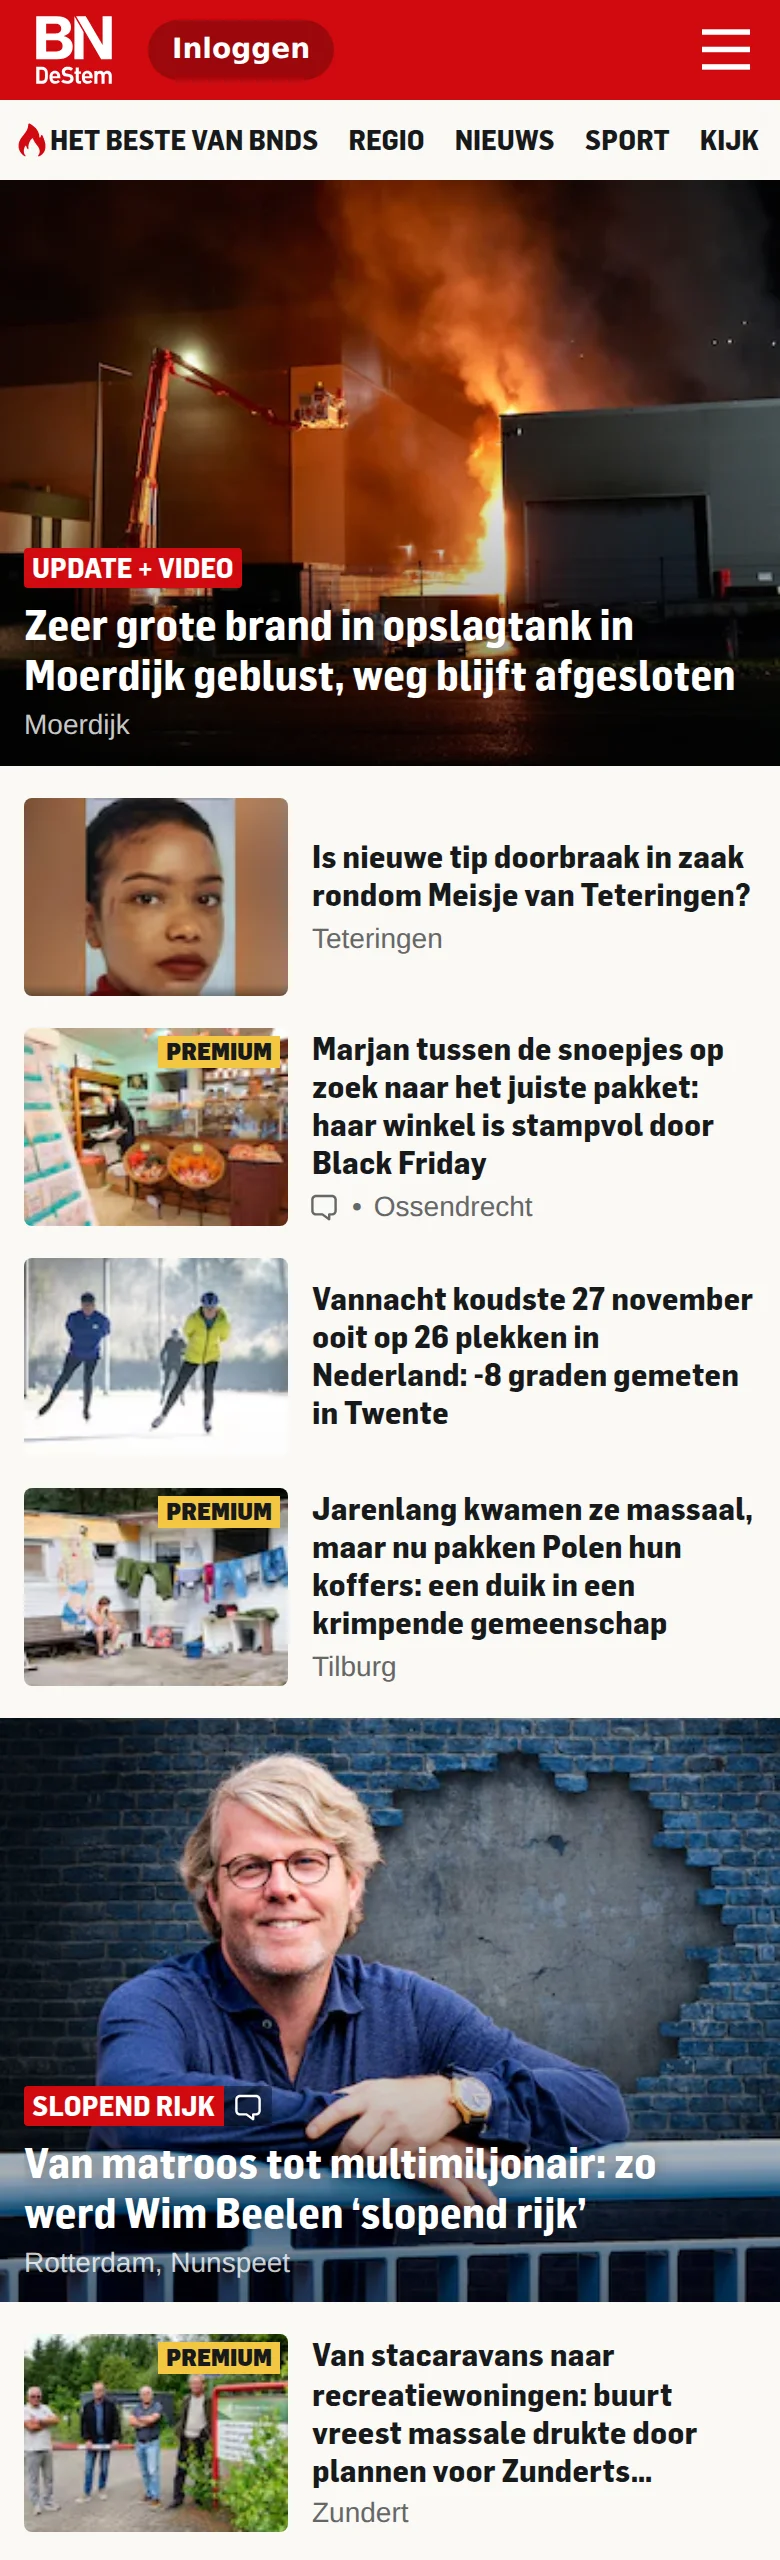 BN
DeStem
Inloggen
HET BESTE VAN BNDS REGIO NIEUWS SPORT KIJK
UPDATE + VIDEO
Zeer grote brand in opslagtank in
Moerdijk geblust, weg blijft afgesloten
Moerdijk
Is nieuwe tip doorbraak in zaak
rondom Meisje van Teteringen?
Teteringen
PREMIUM
Marjan tussen de snoepjes op
zoek naar het juiste pakket:
haar winkel is stampvol door
Black Friday
• Ossendrecht
Vannacht koudste 27 november
ooit op 26 plekken in
Nederland: -8 graden gemeten
in Twente
PREMIUM
Jarenlang kwamen ze massaal,
maar nu pakken Polen hun
koffers: een duik in een
krimpende gemeenschap
Tilburg
SLOPEND RIJK
Van matroos tot multimiljonair: zo
werd Wim Beelen ‘slopend rijk’
Rotterdam, Nunspeet
PREMIUM
Van stacaravans naar
recreatiewoningen: buurt
vreest massale drukte door
plannen voor Zunderts...
Zundert